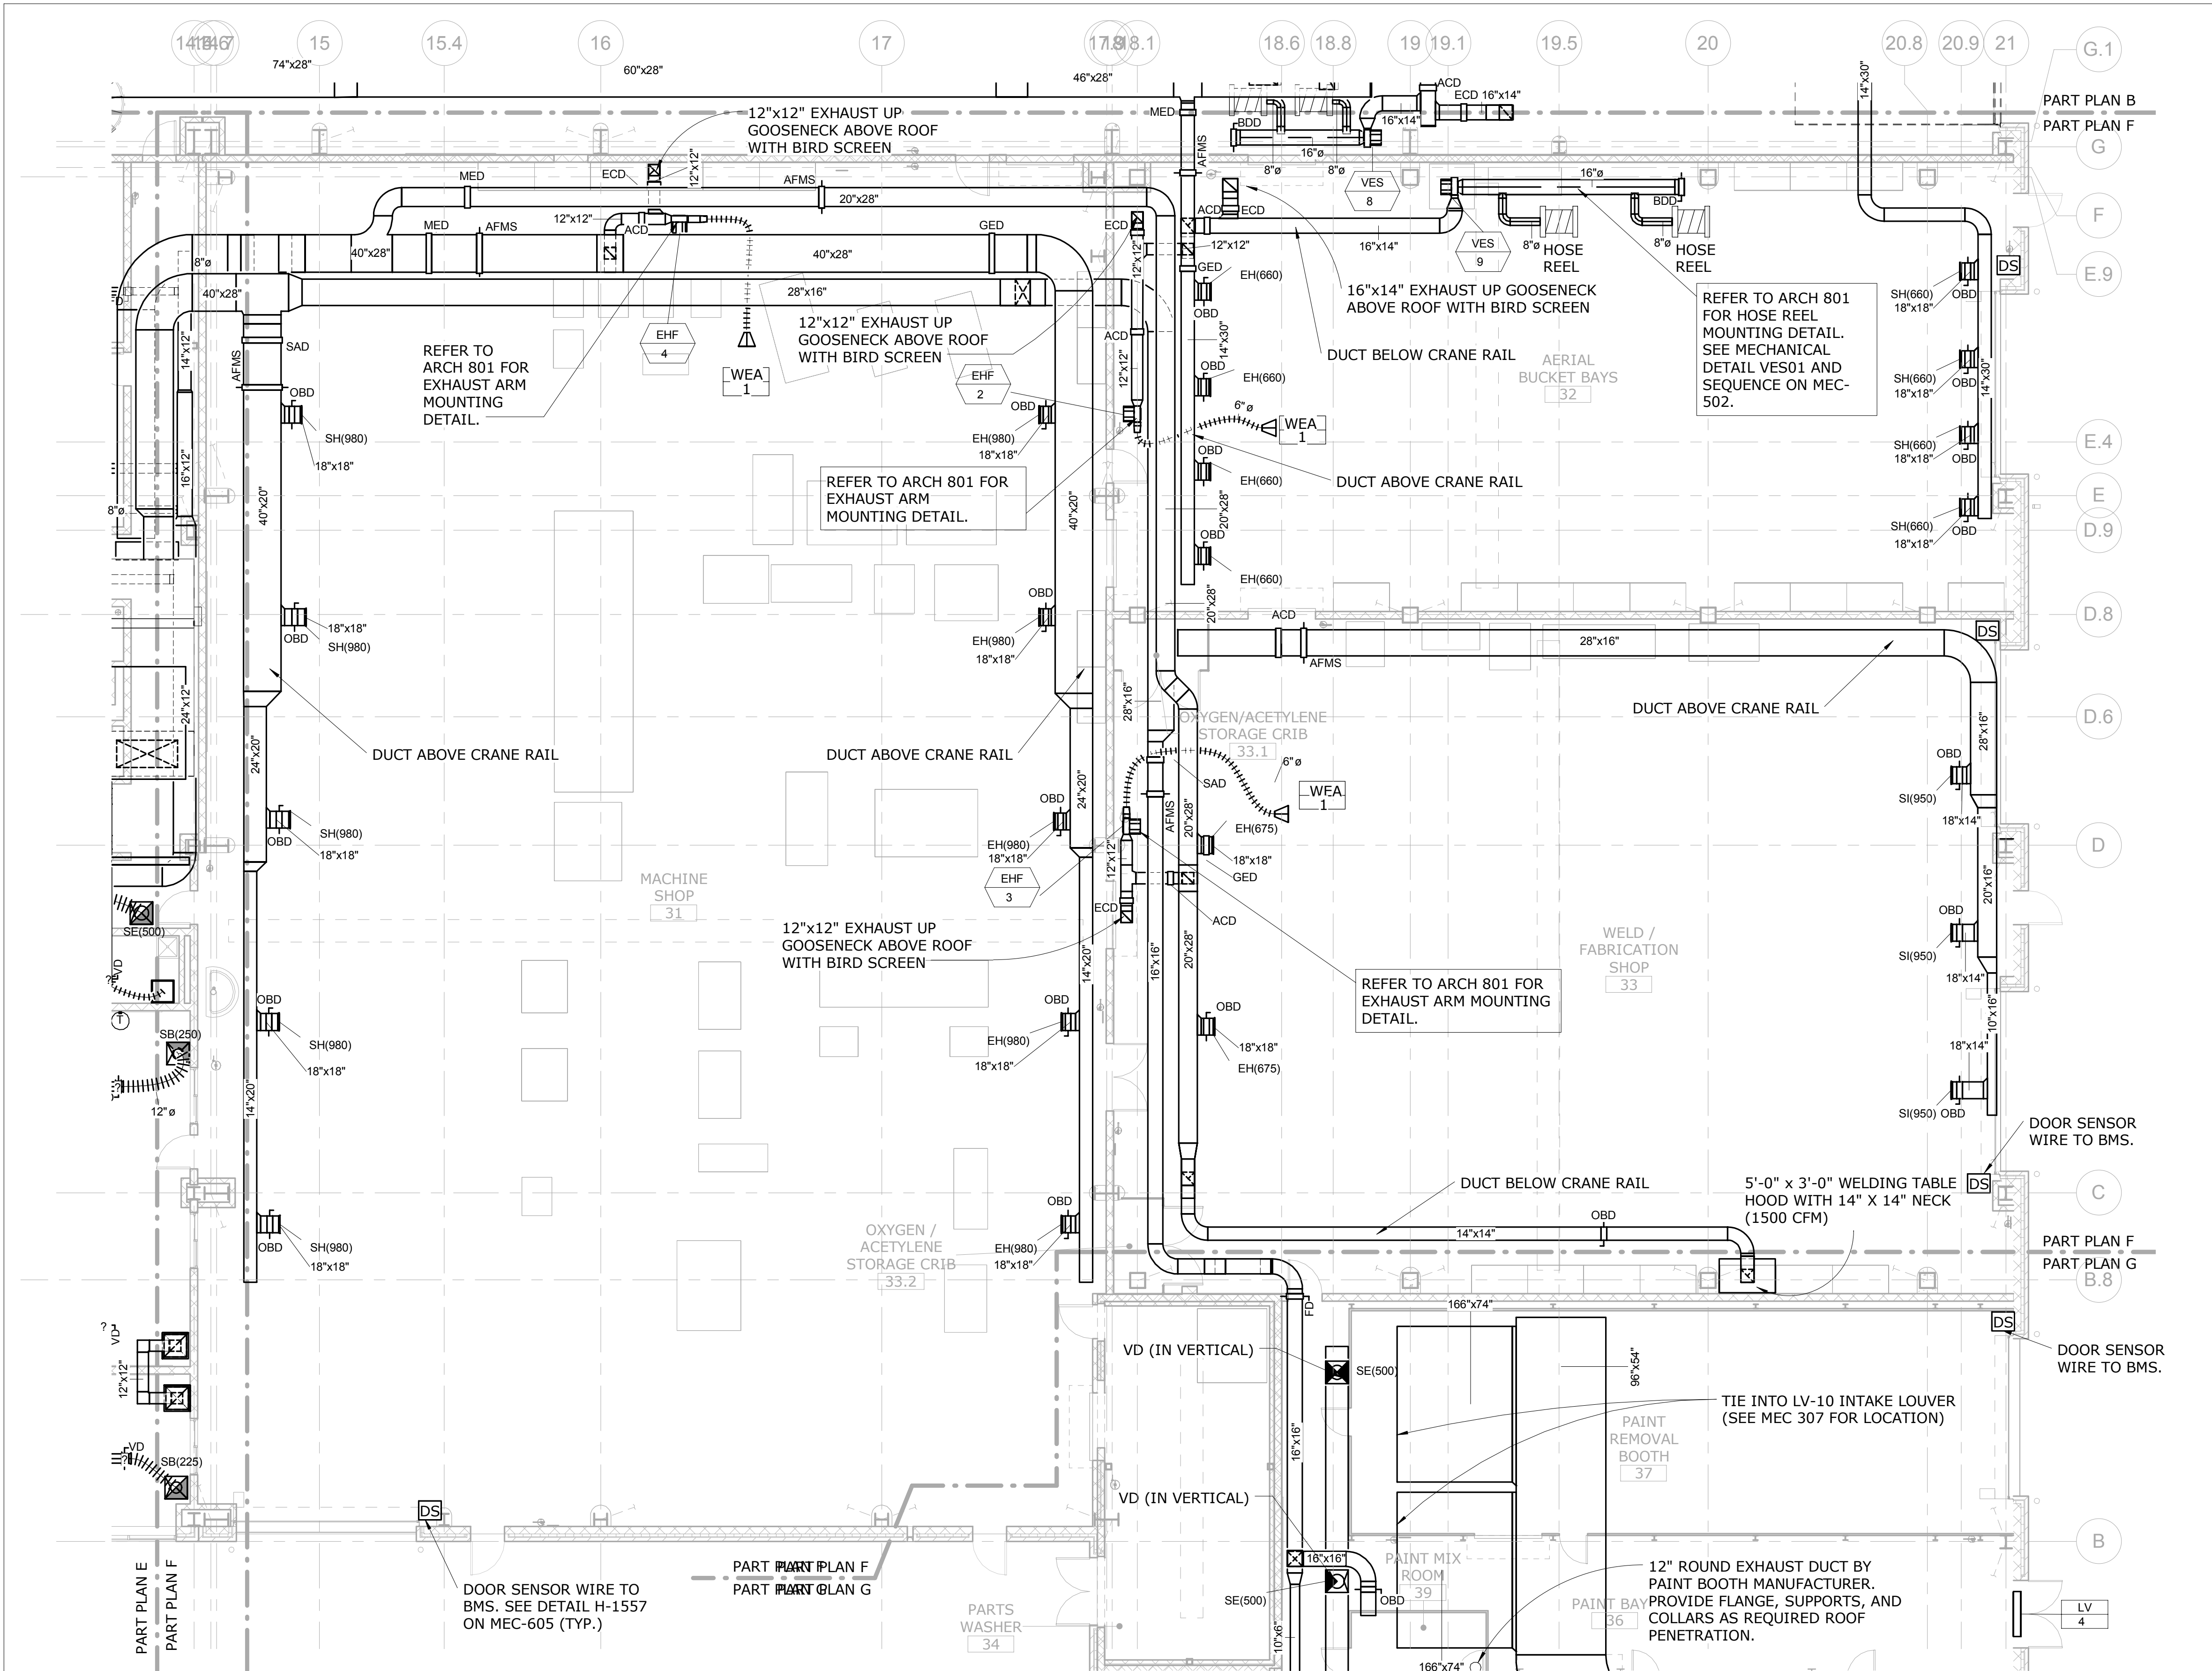 15
15.4
16
17
18.1
18.6
18.8
19
19.1
19.5
20
20.8
20.9
21
G.1
74"x28"
60"x28"
46"x28"
14"x30"
ACD
ECD
16"x14"
PART PLAN B
PART PLAN F
12"x12" EXHAUST UP
GOOSENECK ABOVE ROOF
WITH BIRD SCREEN
MED
BDD
16"x14"
AFMS
16"ø
8"ø
8"ø
G
VES
8
MED
ECD
12"x12"
AFMS
20"x28"
16"ø
BDD
F
12"x12"
ACD
MED
AFMS
GED
40"x28"
40"x28"
ECD
12"x12"
ACD
ECD
12"x12"
16"x14"
VES
9
8"ø
HOSE
REEL
8"ø
HOSE
REEL
8"ø
40"x28"
28"x16"
GED
EH(660)
OBD
DS
E.9
SH(660)
OBD
18"x18"
16"x14" EXHAUST UP GOOSENECK
ABOVE ROOF WITH BIRD SCREEN
REFER TO ARCH 801
FOR HOSE REEL
MOUNTING DETAIL.
SEE MECHANICAL
DETAIL VES01 AND
SEQUENCE ON MEC-
502.
EHF
4
12"x12" EXHAUST UP
GOOSENECK ABOVE ROOF
WITH BIRD SCREEN
ACD
14"x30"
DUCT BELOW CRANE RAIL
AERIAL
BUCKET BAYS
32
14"x12"
AFMS
SAD
REFER TO
ARCH 801 FOR
EXHAUST ARM
MOUNTING
DETAIL.
WEA
1
EHF
2
12"x12"
OBD
EH(660)
SH(660)
OBD
18"x18"
14"x30"
OBD
SH(980)
18"x18"
OBD
EH(980)
18"x18"
6"ø
WEA
1
OBD
EH(660)
DUCT ABOVE CRANE RAIL
SH(660)
18"x18"
OBD
E.4
16"x12"
8"ø
40"x20"
REFER TO ARCH 801 FOR
EXHAUST ARM
MOUNTING DETAIL.
40"x20"
20"x28"
OBD
EH(660)
SH(660)
18"x18"
OBD
E
D.9
OBD
18"x18"
SH(980)
OBD
EH(980)
18"x18"
20"x28"
ACD
AFMS
28"x16"
DS
D.8
24"x12"
DUCT ABOVE CRANE RAIL
DUCT ABOVE CRANE RAIL
DUCT ABOVE CRANE RAIL
28"x16"
OXYGEN/ACETYLENE
STORAGE CRIB
33.1
28"x16"
D.6
24"x20"
24"x20"
6"ø
WEA
1
SAD
AFMS
20"x28"
OBD
SI(950)
18"x14"
OBD
SH(980)
18"x18"
OBD
EH(980)
18"x18"
12"x12"
EH(675)
18"x18"
GED
D
MACHINE
SHOP
31
EHF
3
ECD
ACD
20"x16"
OBD
SI(950)
18"x14"
SE(500)
VD
?
12"x12" EXHAUST UP
GOOSENECK ABOVE ROOF
WITH BIRD SCREEN
14"x20"
16"x16"
20"x28"
WELD /
FABRICATION
SHOP
33
REFER TO ARCH 801 FOR
EXHAUST ARM MOUNTING
DETAIL.
OBD
SH(980)
18"x18"
OBD
EH(980)
18"x18"
OBD
18"x18"
EH(675)
10"x16"
18"x14"
SI(950)
OBD
T
SB(250)
?
12"ø
14"x20"
DOOR SENSOR
WIRE TO BMS.
DS
C
OBD
SH(980)
18"x18"
OXYGEN /
ACETYLENE
STORAGE CRIB
33.2
OBD
EH(980)
18"x18"
DUCT BELOW CRANE RAIL
14"x14"
OBD
5'-0" x 3'-0" WELDING TABLE
HOOD WITH 14" X 14" NECK
(1500 CFM)
PART PLAN F
PART PLAN G
B.8
?
VD
12"x12"
FD
166"x74"
DS
DOOR SENSOR
WIRE TO BMS.
VD (IN VERTICAL)
SE(500)
96"x54"
TIE INTO LV-10 INTAKE LOUVER
(SEE MEC 307 FOR LOCATION)
PAINT
REMOVAL
BOOTH
37
VD
?
SB(225)
16"x16"
VD (IN VERTICAL)
DS
B
PART PLAN E
PART PLAN F
DOOR SENSOR WIRE TO
BMS. SEE DETAIL H-1557
ON MEC-605 (TYP.)
PART PLAN F
PART PLAN G
PARTS
WASHER
34
16"x16"
PAINT MIX
ROOM
39
SE(500)
OBD
10"x6"
166"x74"
PAINT BAY
36
12" ROUND EXHAUST DUCT BY
PAINT BOOTH MANUFACTURER.
PROVIDE FLANGE, SUPPORTS, AND
COLLARS AS REQUIRED ROOF
PENETRATION.
LV
4